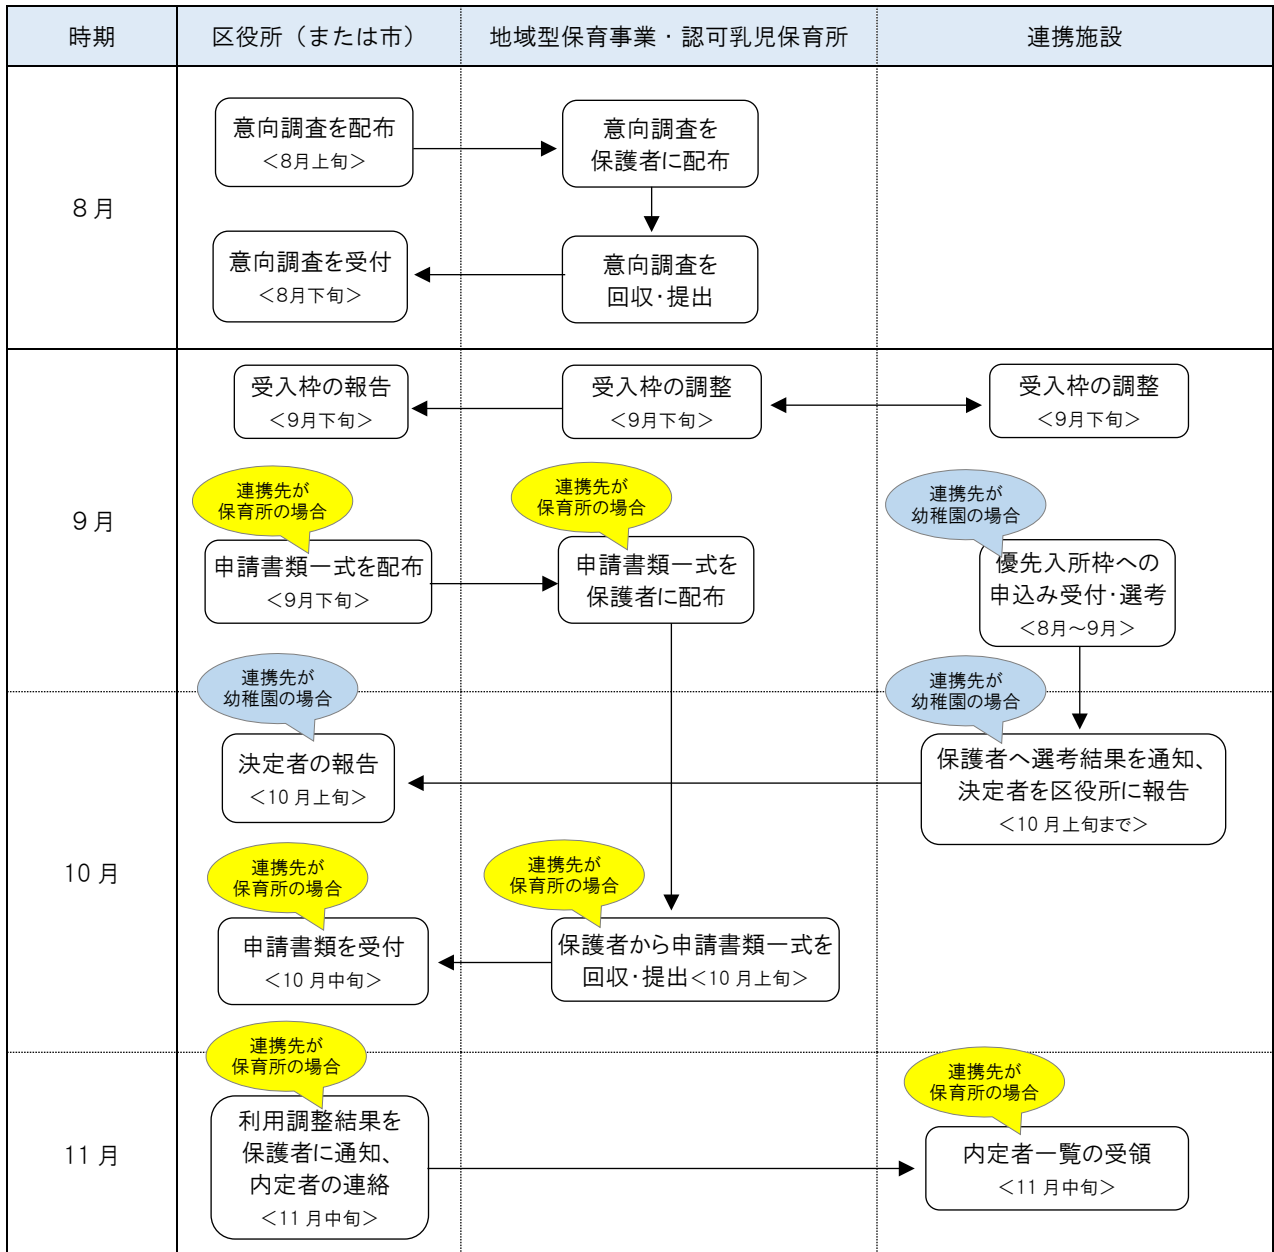 時期
区役所（または市）
地域型保育事業・認可乳児保育所
連携施設
8月
意向調査を配布
＜8月上旬＞
意向調査を
保護者に配布
意向調査を受付
＜8月下旬＞
意向調査を
回収・提出
9月
受入枠の報告
＜9月下旬＞
受入枠の調整
＜9月下旬＞
受入枠の調整
＜9月下旬＞
連携先が
保育所の場合
申請書類一式を配布
＜9月下旬＞
連携先が
保育所の場合
申請書類一式を
保護者に配布
連携先が
幼稚園の場合
優先入所枠への
申込み受付・選考
＜8月～9月＞
10月
連携先が
幼稚園の場合
決定者の報告
＜10月上旬＞
連携先が
幼稚園の場合
保護者へ選考結果を通知、
決定者を区役所に報告
＜10月上旬まで＞
連携先が
保育所の場合
申請書類を受付
＜10月中旬＞
連携先が
保育所の場合
保護者から申請書類一式を
回収・提出＜10月上旬＞
11月
連携先が
保育所の場合
利用調整結果を
保護者に通知、
内定者の連絡
＜11月中旬＞
連携先が
保育所の場合
内定者一覧の受領
＜11月中旬＞